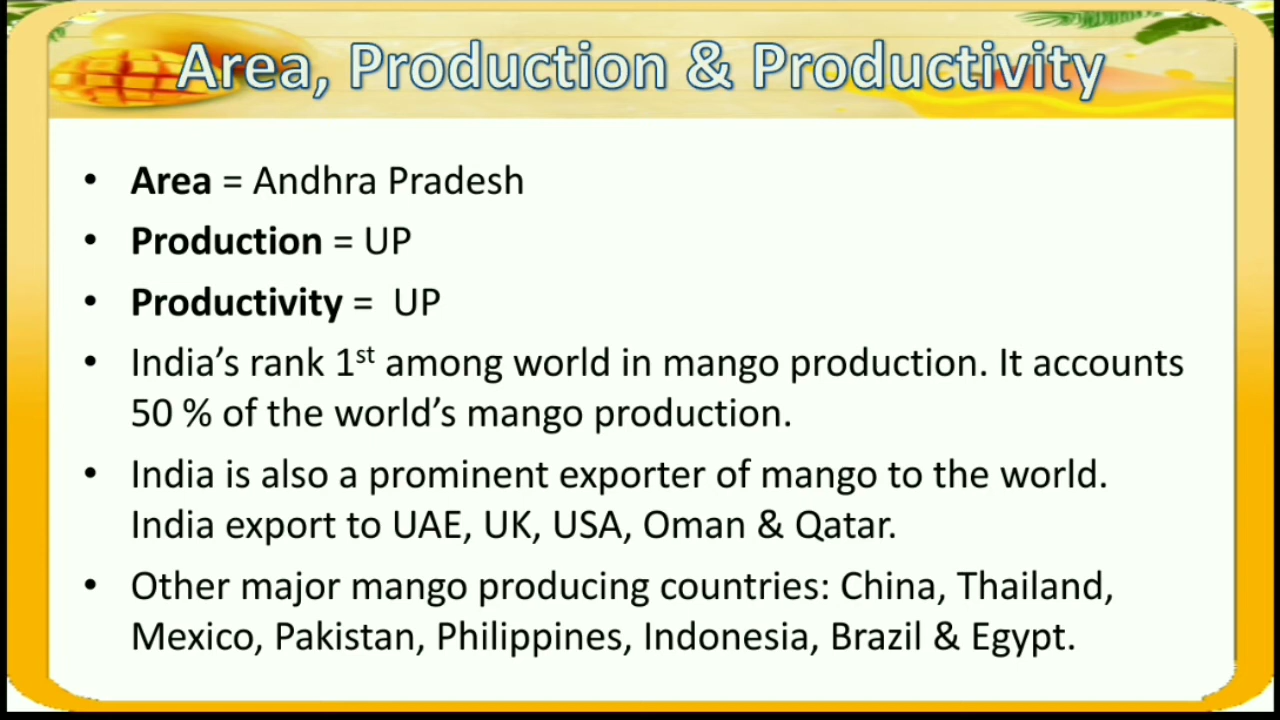 Area, Production & Productivity
• Area = Andhra Pradesh
• Production = UP
• Productivity = UP
• India’s rank 1st among world in mango production. It accounts
50 % of the world’s mango production.
• India is also a prominent exporter of mango to the world.
India export to UAE, UK, USA, Oman & Qatar.
• Other major mango producing countries: China, Thailand,
Mexico, Pakistan, Philippines, Indonesia, Brazil & Egypt.